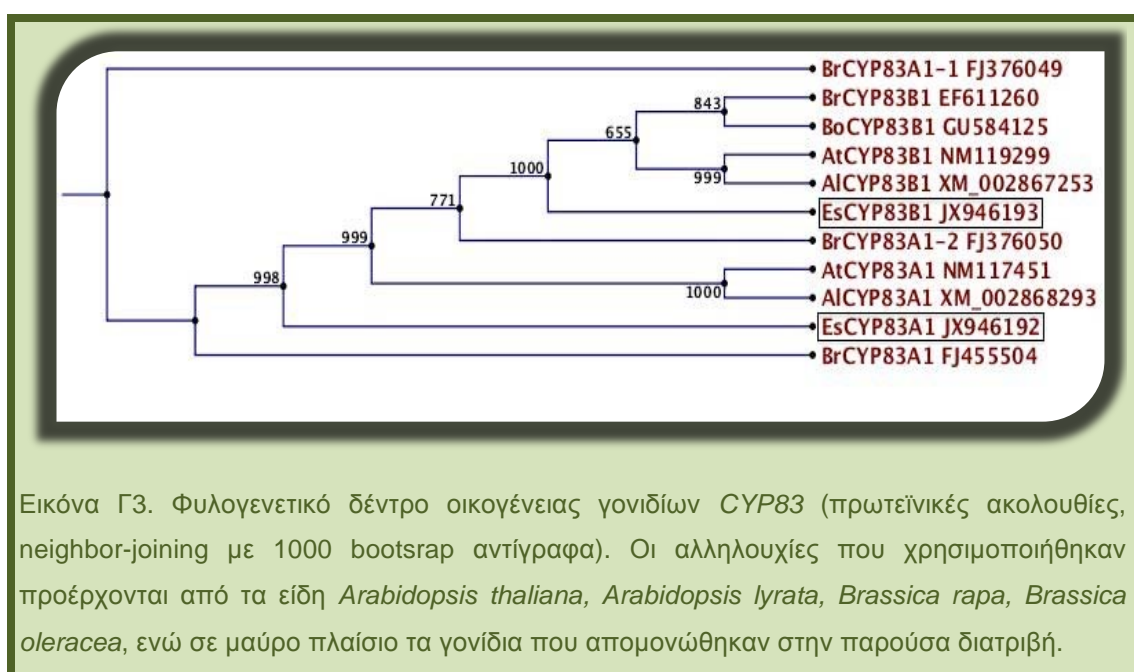 BrCYP83A1-1 FJ376049
843
BrCYP83B1 EF611260
655
BoCYP83B1 GU584125
1000
AtCYP83B1 NM119299
999
AlCYP83B1 XM_002867253
771
EsCYP83B1 JX946193
999
BrCYP83A1-2 FJ376050
998
AtCYP83A1 NM117451
1000
AlCYP83A1 XM_002868293
EsCYP83A1 JX946192
BrCYP83A1 FJ455504
Εικόνα Γ3. Φυλογενετικό δέντρο οικογένειας γονιδίων CYP83 (πρωτεϊνικές ακολουθίες,
neighbor-joining με 1000 bootsrap αντίγραφα). Οι αλληλουχίες που χρησιμοποιήθηκαν
προέρχονται από τα είδη Arabidopsis thaliana, Arabidopsis lyrata, Brassica rapa, Brassica
oleracea, ενώ σε μαύρο πλαίσιο τα γονίδια που απομονώθηκαν στην παρούσα διατριβή.